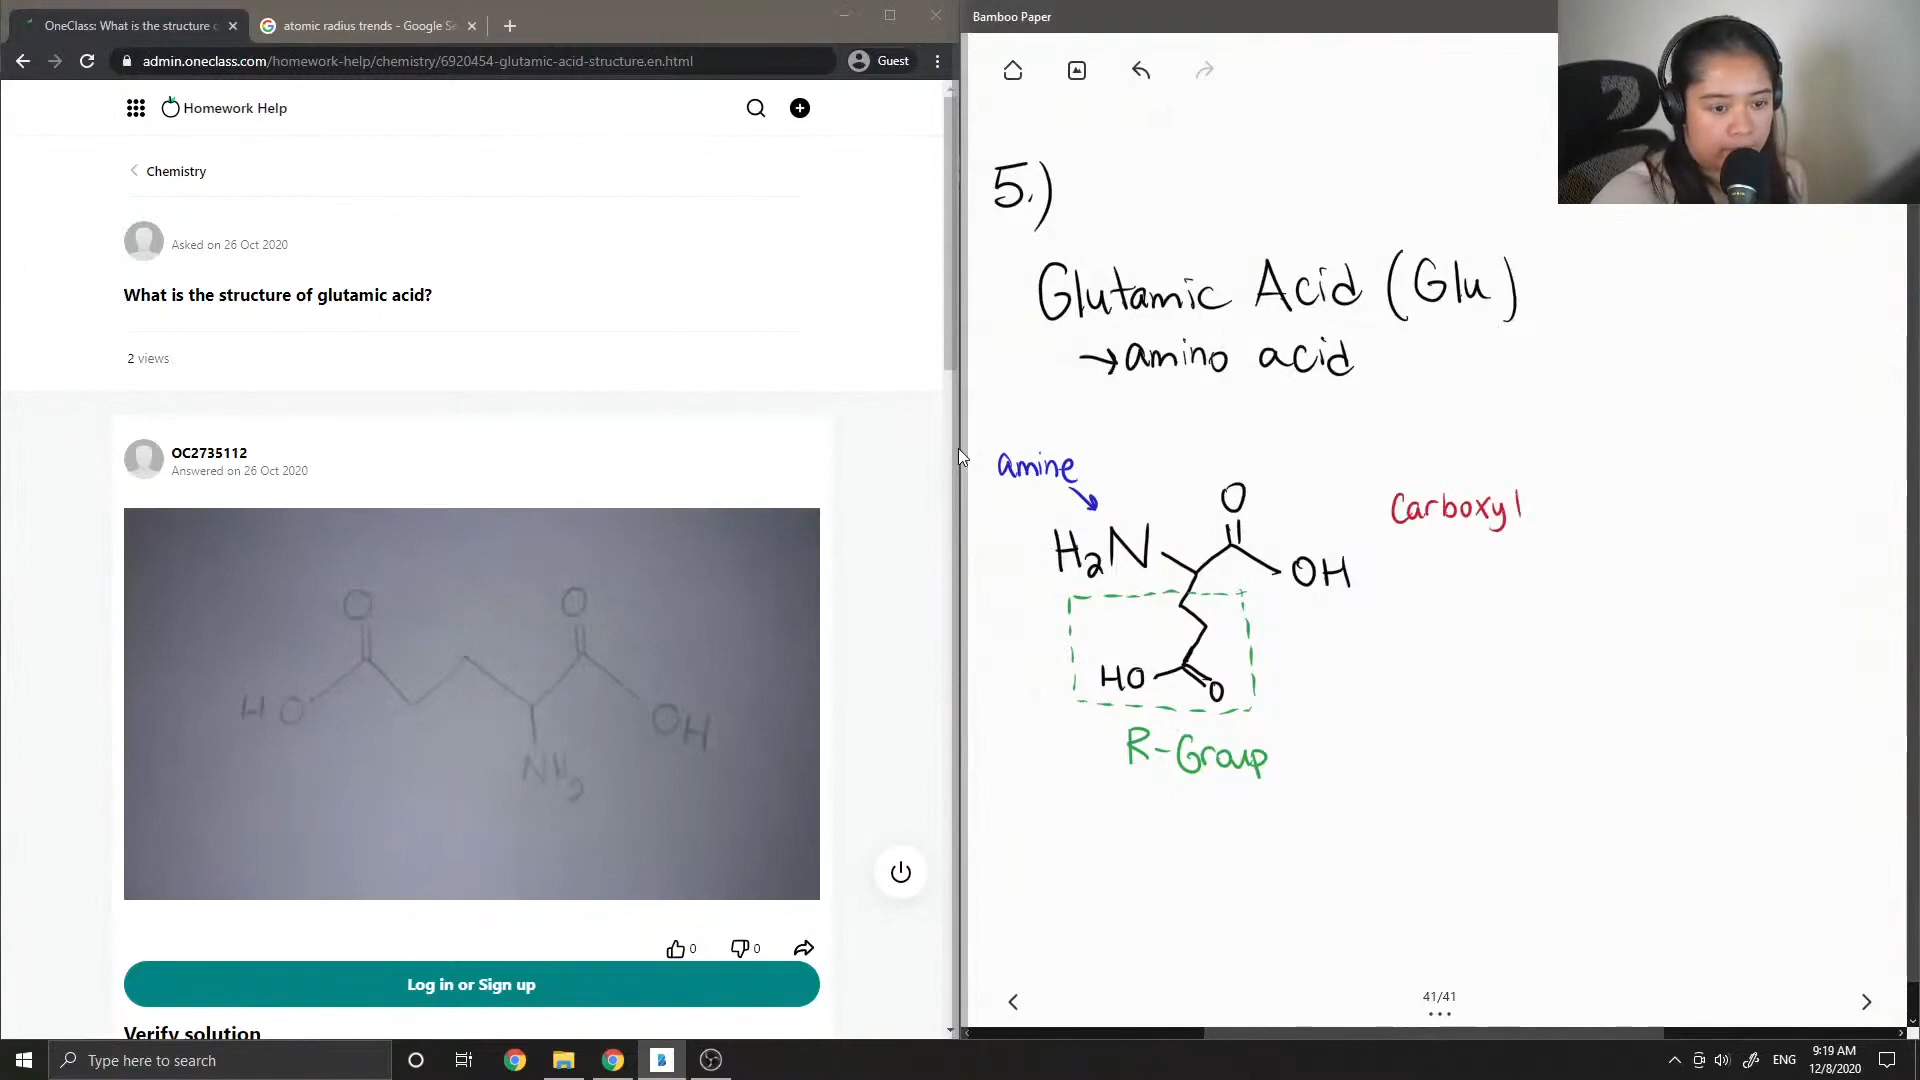 OneClass: What is the structure o
atomic radius trends - Google Se
admin.oneclass.com/homework-help/chemistry/6920454-glutamic-acid-structure.en.html
Guest
Homework Help
Chemistry
Asked on 26 Oct 2020
What is the structure of glutamic acid?
2 views
OC2735112
Answered on 26 Oct 2020
O
O
HO
OH
NH2
0
0
Log in or Sign up
Verify solution
Bamboo Paper
5.)
Glutamic Acid (Glu)
→ amino acid
amine
Carboxyl
O
H2N
OH
HO
O
R-Group
41/41
Type here to search
ENG
9:19 AM
12/8/2020